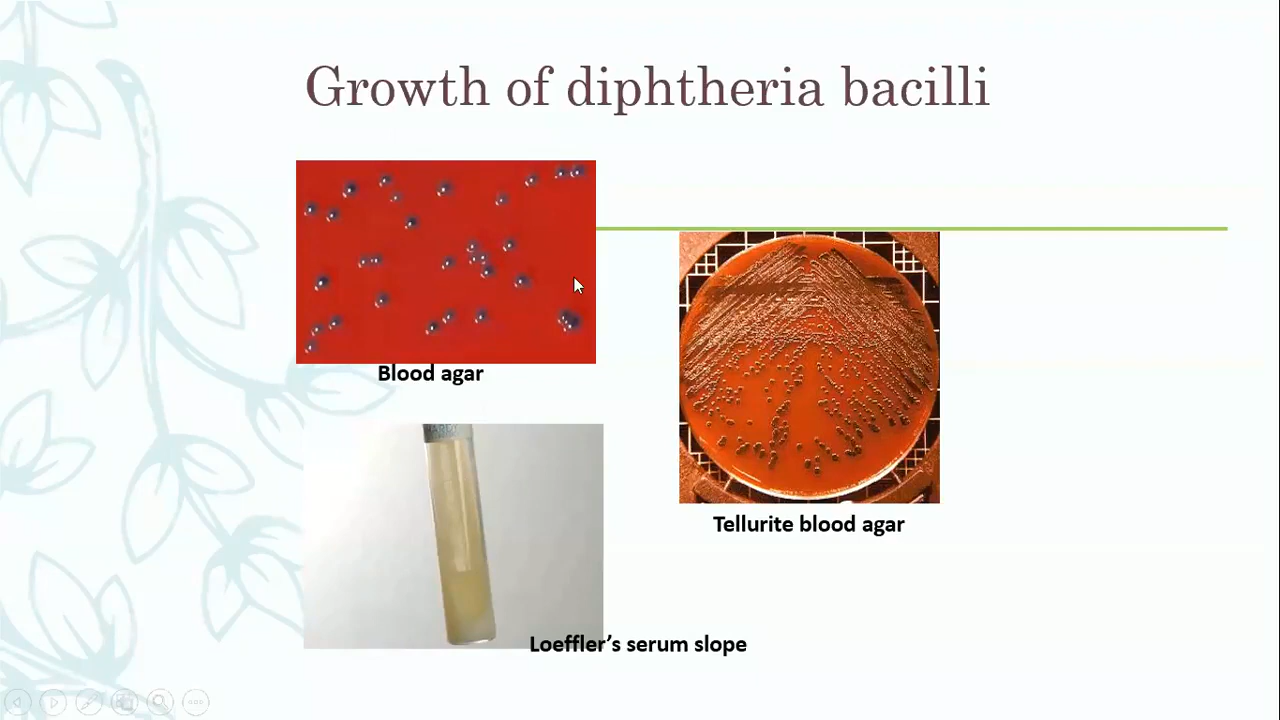 Growth of diphtheria bacilli
Blood agar
Tellurite blood agar
Loeffler’s serum slope